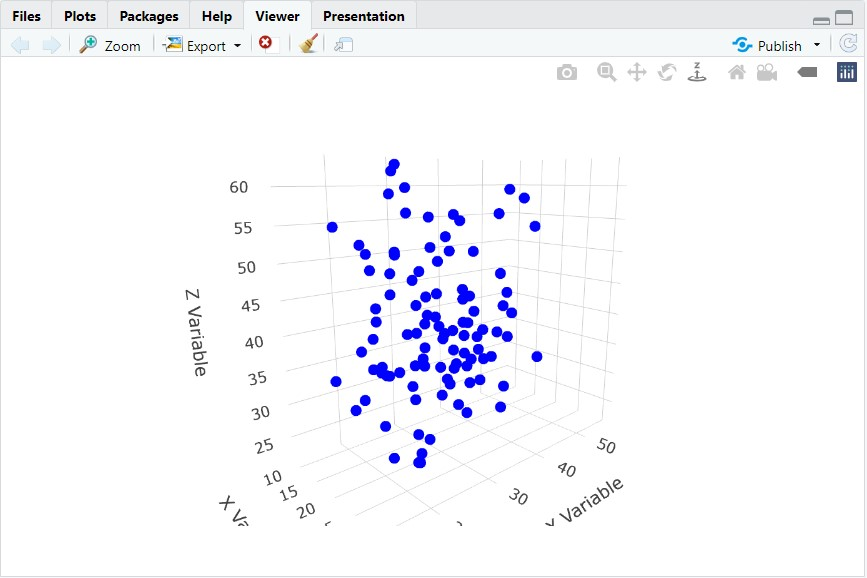 Files Plots Packages Help Viewer Presentation
Zoom Export Publish
Z
60
55
50
45
40
35
30
25
10
15
20
30
40
50
Z Variable
X
Variable